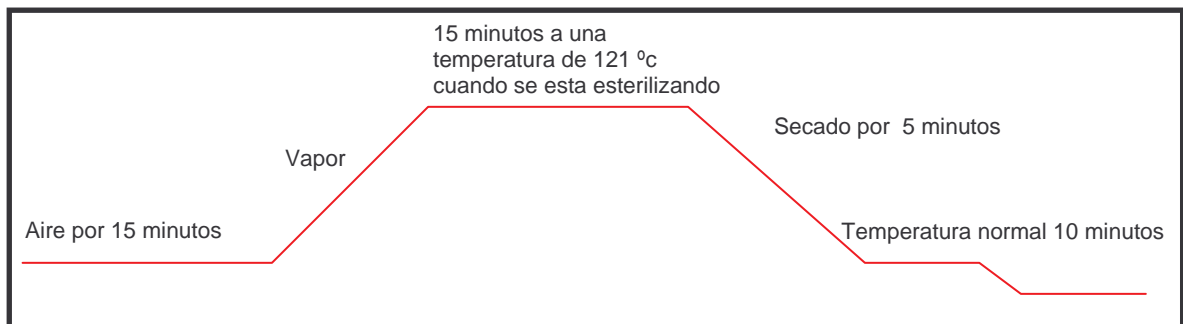 15 minutos a una
temperatura de 121 ºc
cuando se esta esterilizando
Secado por  5 minutos
Vapor
Aire por 15 minutos
Temperatura normal 10 minutos